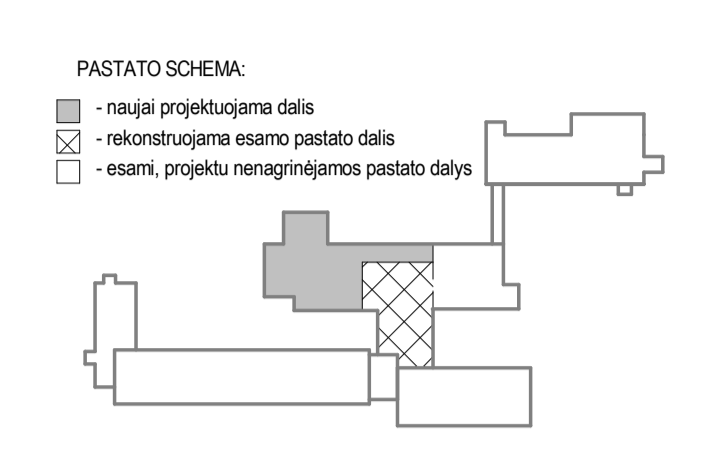 PASTATO SCHEMA:
- naujai projektuojama dalis
- rekonstruojama esamo pastato dalis
- esami, projektu nenagrinėjamos pastato dalys